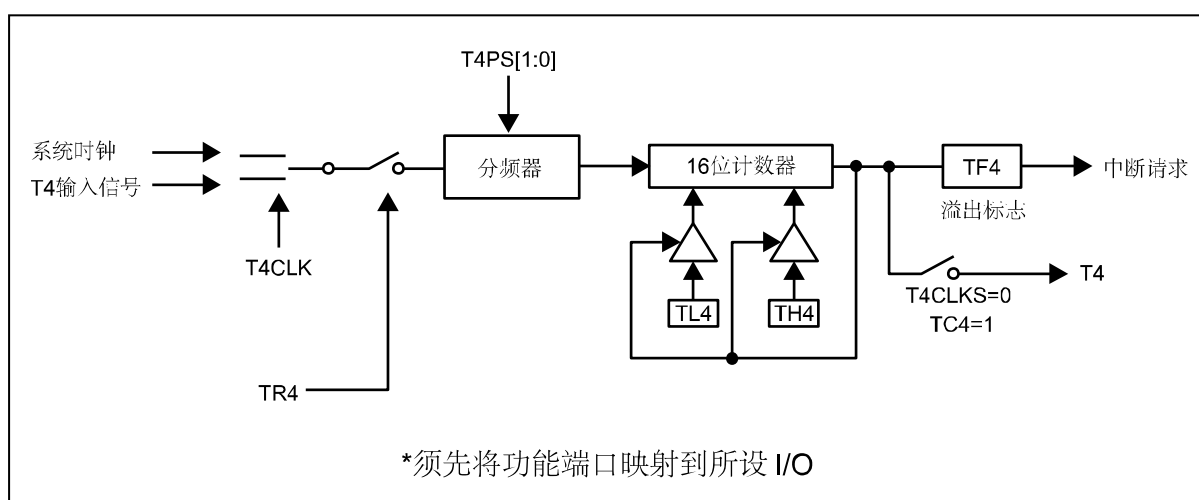 T4PS[1:0]
系统时钟
T4输入信号
分频器
16位计数器
TF4
中断请求
溢出标志
T4CLK
TL4
TH4
T4
T4CLKS=0
TC4=1
TR4
*须先将功能端口映射到所设 I/O